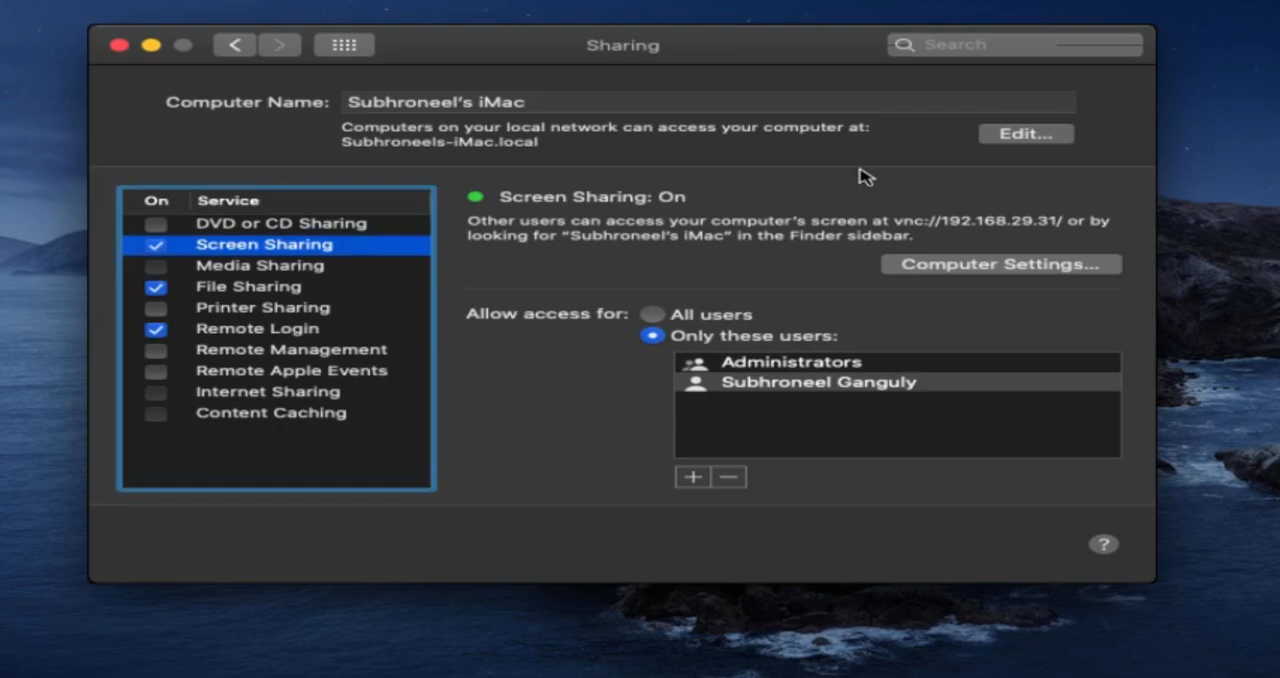 Sharing
Search
Computer Name: Subhroneel's iMac
Computers on your local network can access your computer at:
Subhroneels-iMac.local
Edit...
On Service
DVD or CD Sharing
Screen Sharing
Media Sharing
File Sharing
Printer Sharing
Remote Login
Remote Management
Remote Apple Events
Internet Sharing
Content Caching
Screen Sharing: On
Other users can access your computer's screen at vnc://192.168.29.31/ or by
looking for “Subhroneel's iMac” in the Finder sidebar.
Computer Settings...
Allow access for: All users
Only these users:
Administrators
Subhroneel Ganguly
+ −
?